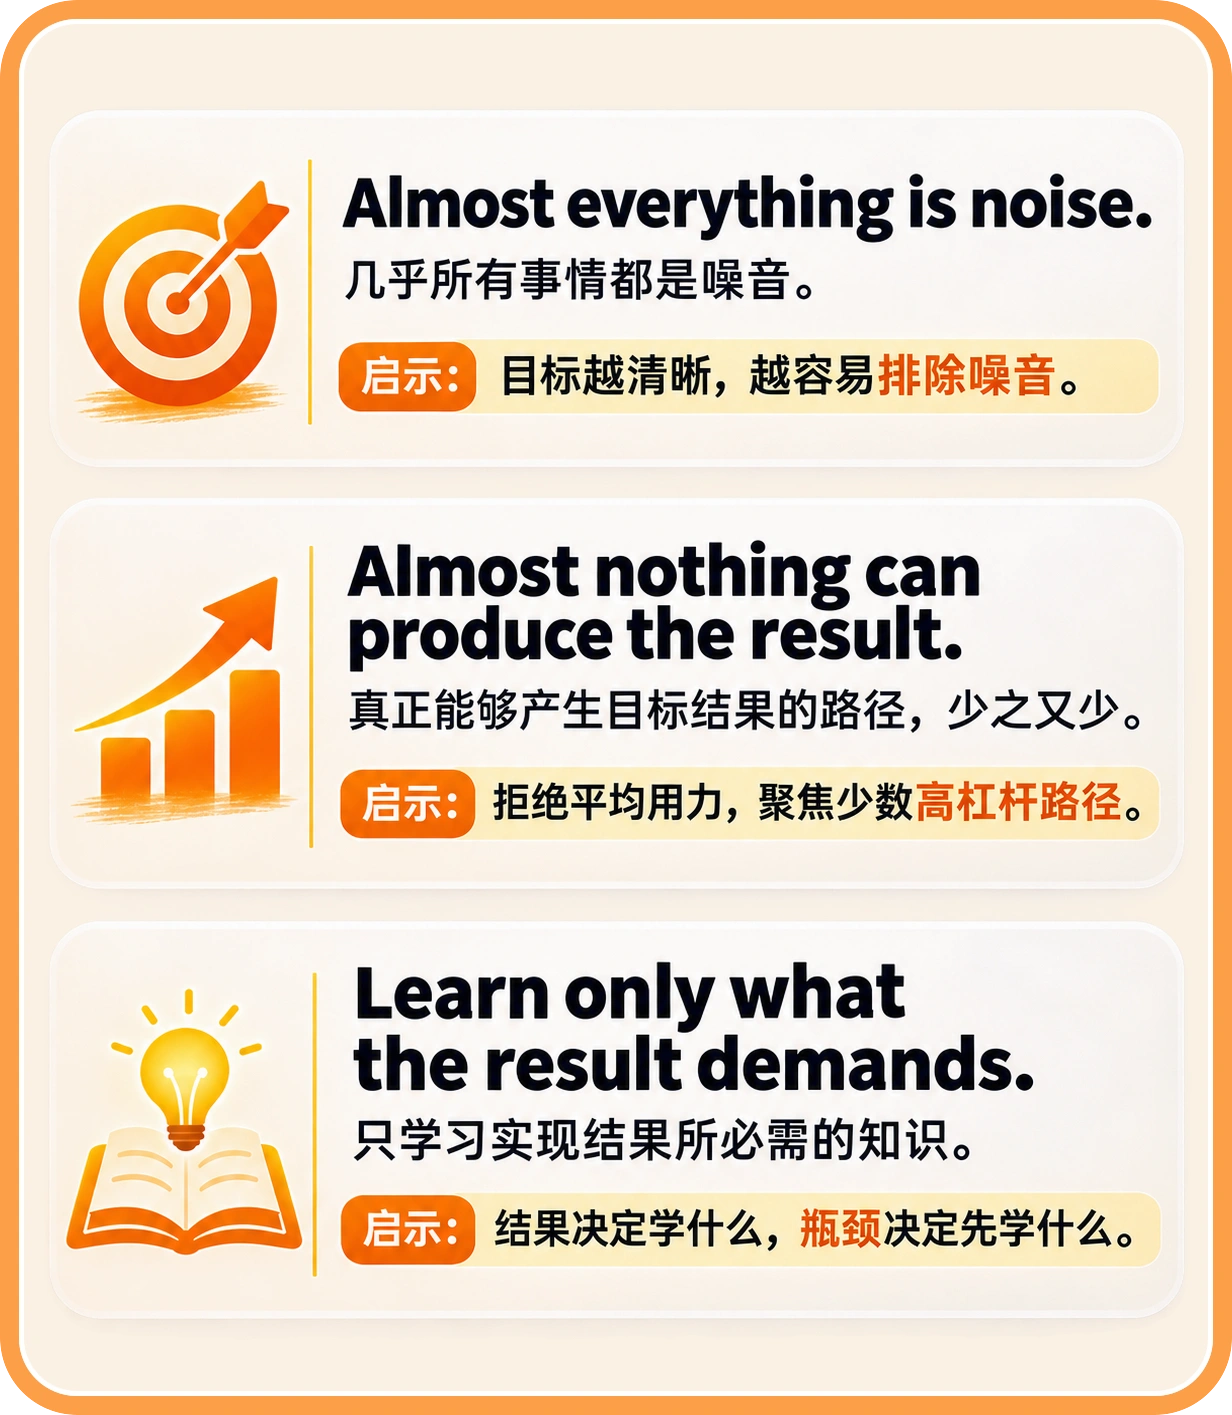 Almost everything is noise.
几乎所有事情都是噪音。
启示： 目标越清晰，越容易排除噪音。
Almost nothing can
produce the result.
真正能够产生目标结果的路径，少之又少。
启示： 拒绝平均用力，聚焦少数高杠杆路径。
Learn only what
the result demands.
只学习实现结果所必需的知识。
启示： 结果决定学什么，瓶颈决定先学什么。